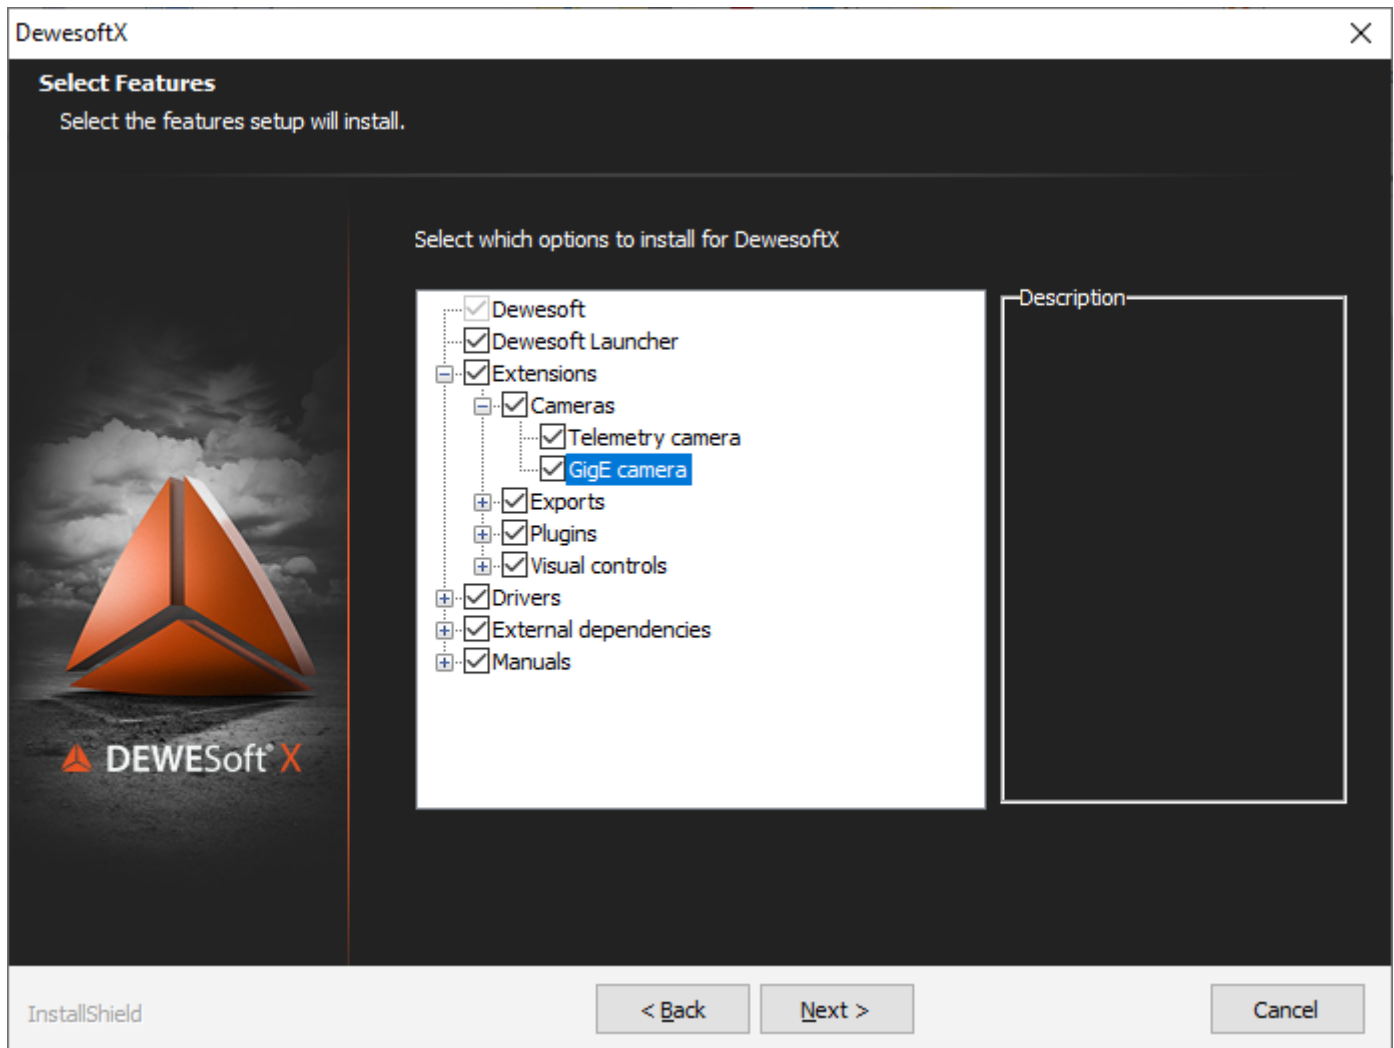 DewesoftX
Select Features
Select the features setup will install.
Select which options to install for DewesoftX
Dewesoft
Dewesoft Launcher
Extensions
Cameras
Telemetry camera
GigE camera
Exports
Plugins
Visual controls
Drivers
External dependencies
Manuals
Description
DEWESoft® X
InstallShield
< Back
Next >
Cancel